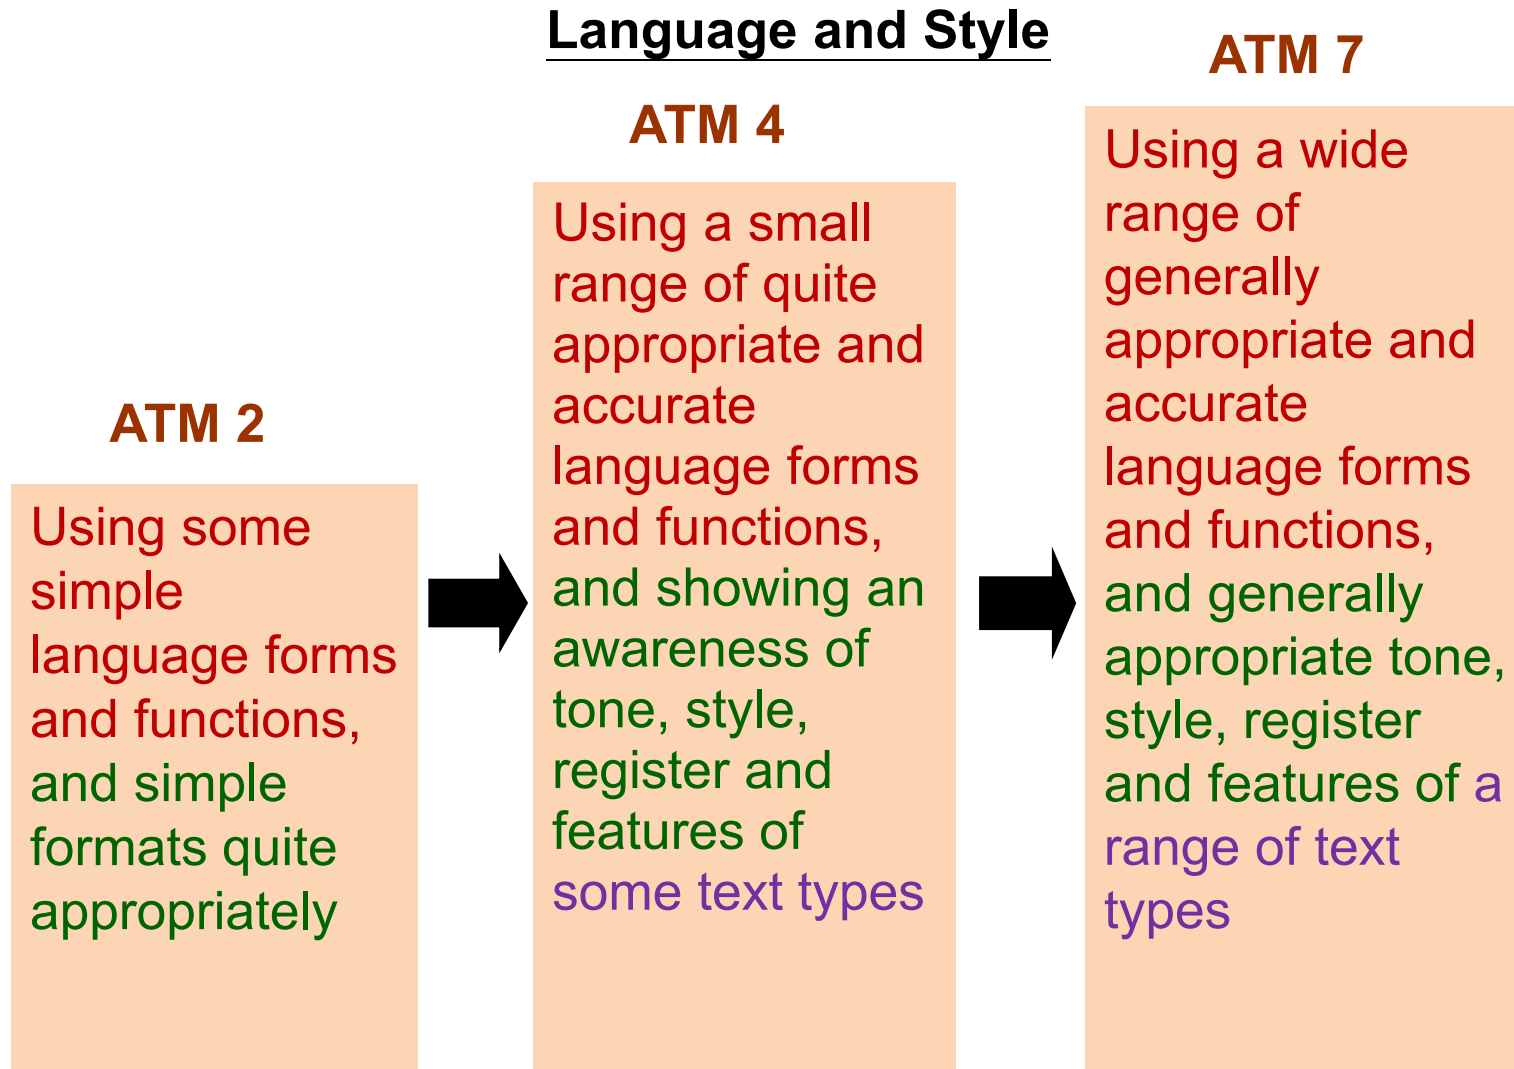 Language and Style
ATM 2
Using some
simple
language forms
and functions,
and simple
formats quite
appropriately
ATM 4
Using a small
range of quite
appropriate and
accurate
language forms
and functions,
and showing an
awareness of
tone, style,
register and
features of
some text types
ATM 7
Using a wide
range of
generally
appropriate and
accurate
language forms
and functions,
and generally
appropriate tone,
style, register
and features of a
range of text
types